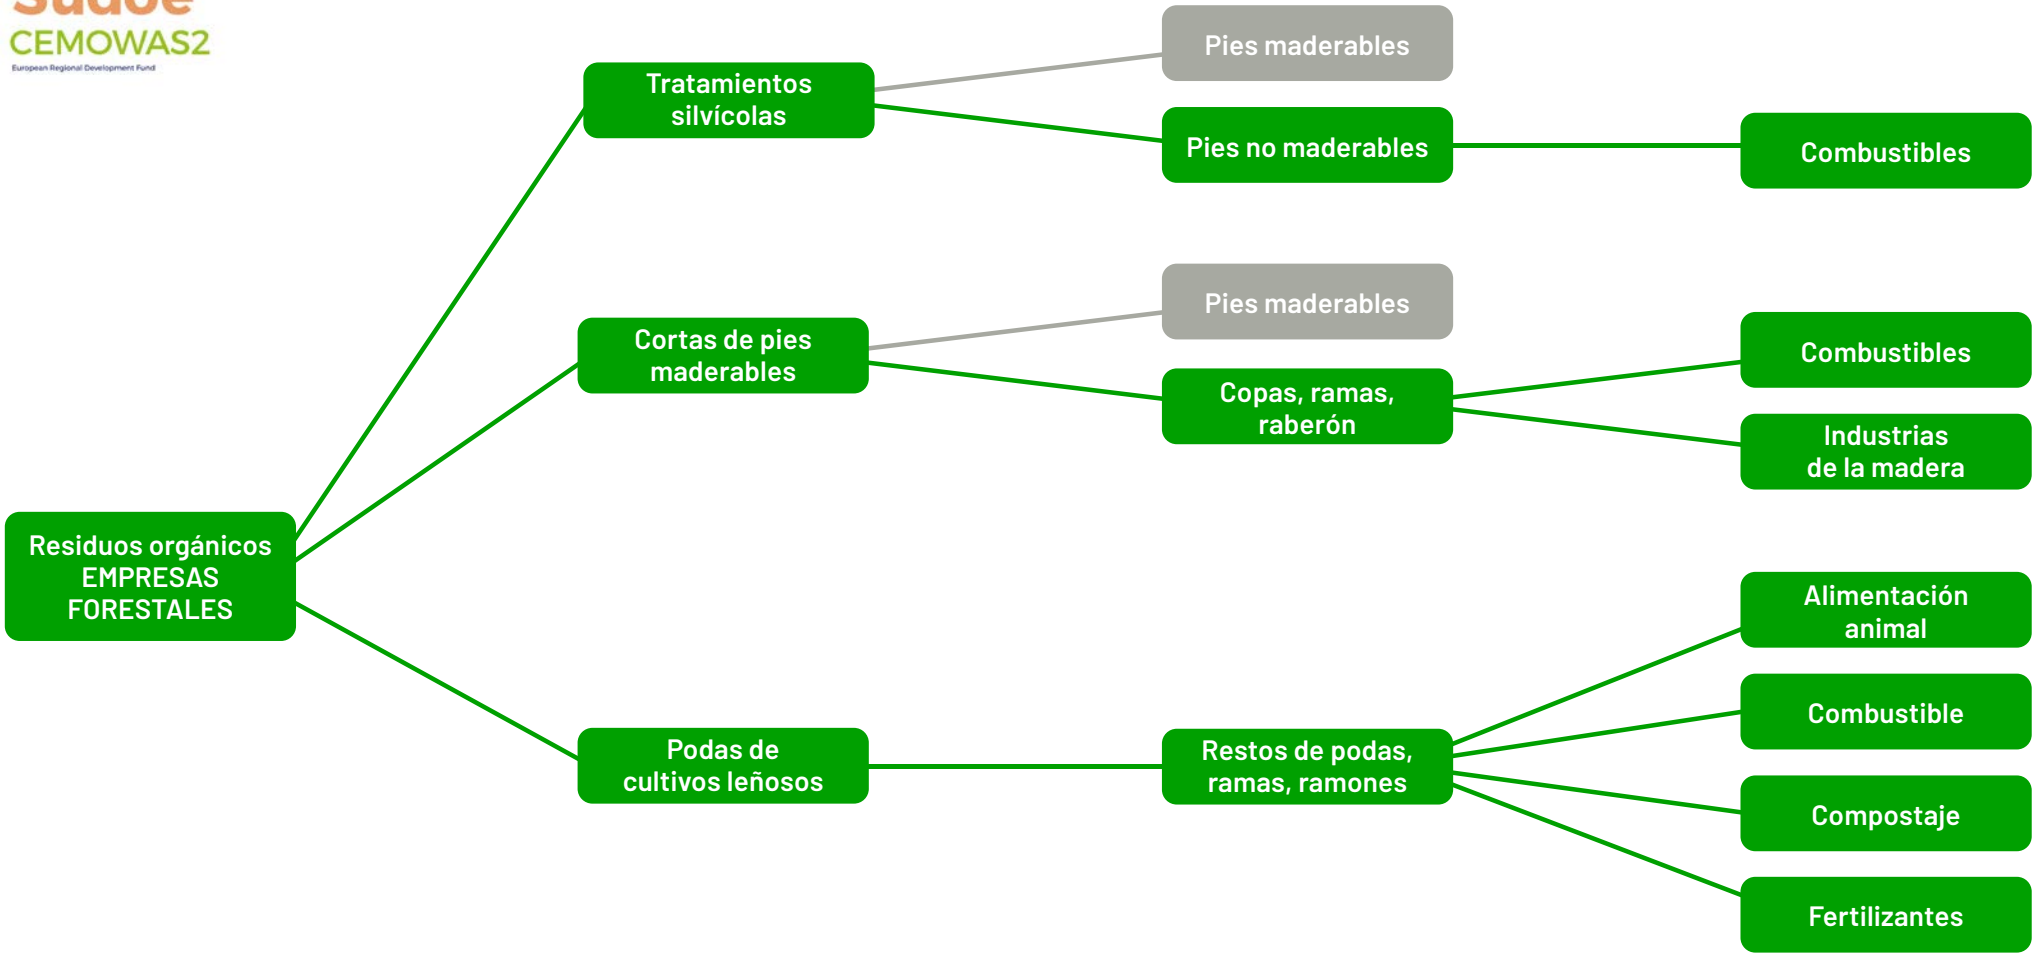 Sudoe
CEMOWAS2
European Regional Development Fund
Tratamientos
silvícolas
Pies maderables
Pies no maderables
Combustibles
Cortas de pies
maderables
Pies maderables
Copas, ramas,
raberón
Combustibles
Industrias
de la madera
Residuos orgánicos
EMPRESAS
FORESTALES
Podas de
cultivos leñosos
Restos de podas,
ramas, ramones
Alimentación
animal
Combustible
Compostaje
Fertilizantes